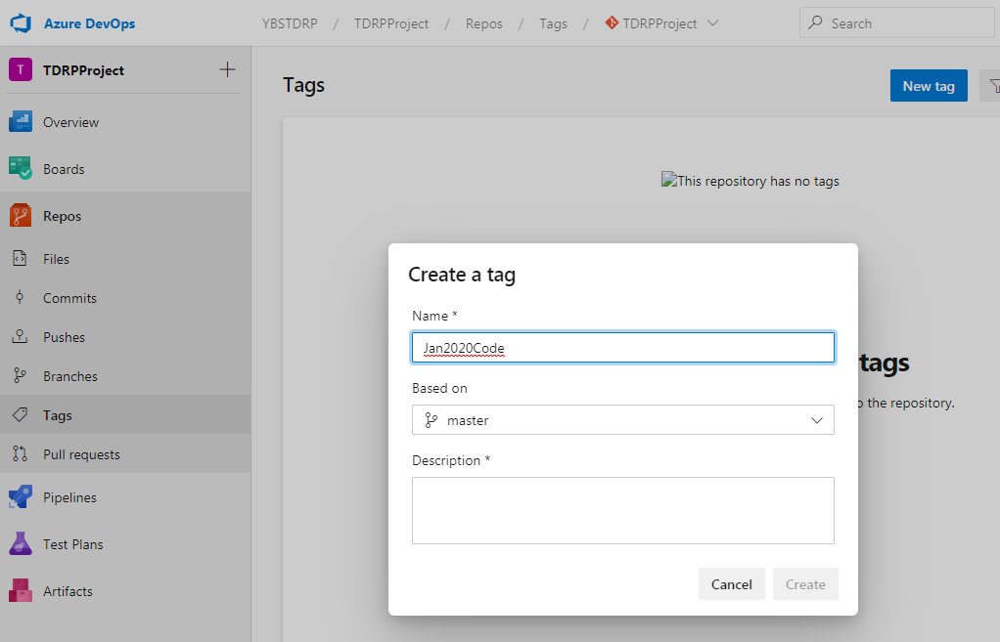 Azure DevOps
YBSTDRP / TDRPProject / Repos / Tags / TDRPProject
Search
T TDRPProject
Overview
Boards
Repos
Files
Commits
Pushes
Branches
Tags
Pull requests
Pipelines
Test Plans
Artifacts
Tags
New tag
This repository has no tags
tags
to the repository.
Create a tag
Name *
Jan2020Code
Based on
master
Description *
Cancel
Create